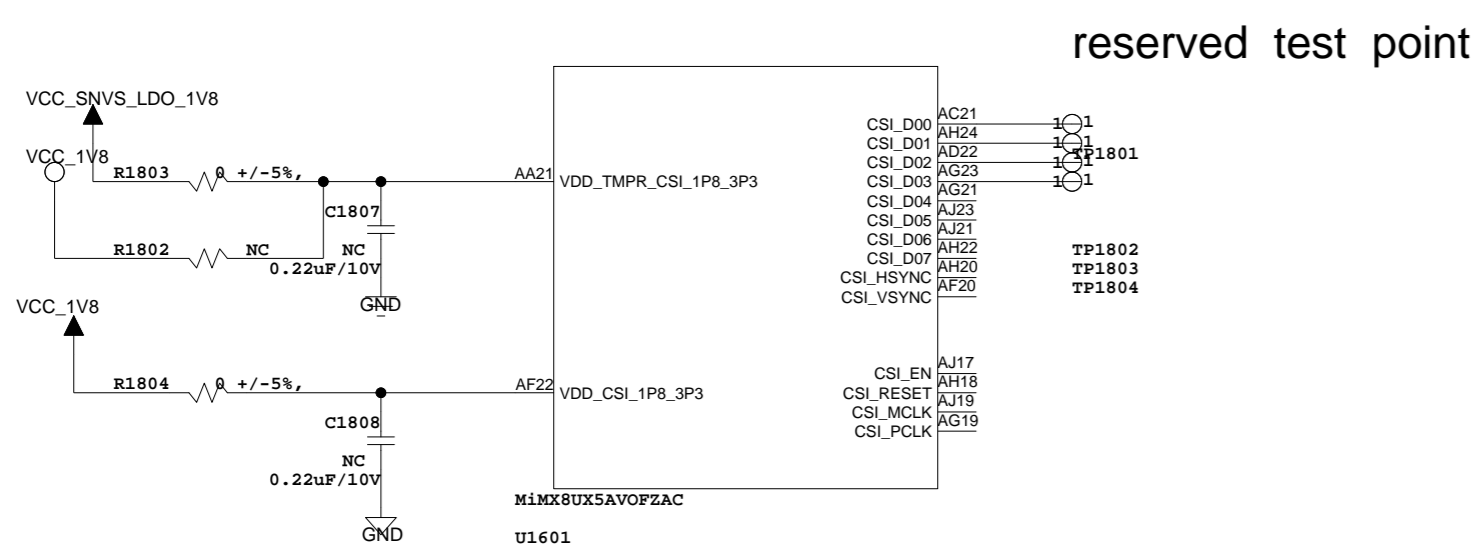 reserved test point
VCC_SNVS_LDO_1V8
VCC_1V8
R1803 0 +/-5%,
R1802 NC
C1807
NC
0.22uF/10V
GND
VCC_1V8
R1804 0 +/-5%,
C1808
NC
0.22uF/10V
GND
AA21 VDD_TMPR_CSI_1P8_3P3
AF22 VDD_CSI_1P8_3P3
CSI_D00 AC21 1 1
CSI_D01 AH24 1 1
CSI_D02 AD22 1 1
CSI_D03 AG23 1 1
CSI_D04 AG21
CSI_D05 AJ23
CSI_D06 AJ21
CSI_D07 AH22
CSI_HSYNC AH20
CSI_VSYNC AF20
TP1801
TP1802
TP1803
TP1804
CSI_EN AJ17
CSI_RESET AH18
CSI_MCLK AJ19
CSI_PCLK AG19
MiMX8UX5AVOFZAC
U1601